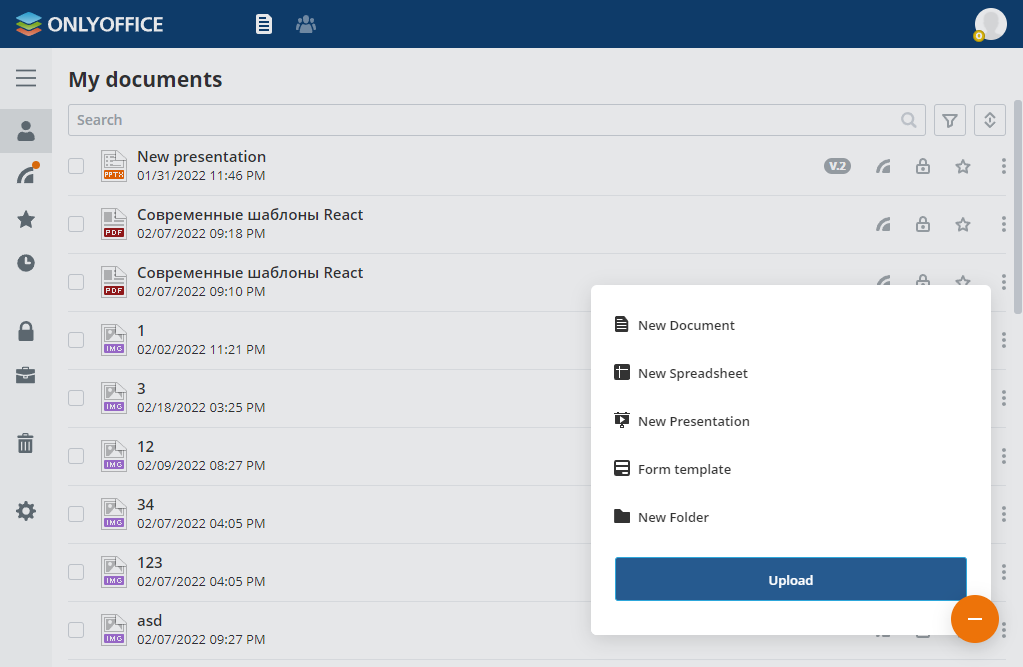 ONLYOFFICE
My documents
Search
New presentation
01/31/2022 11:46 PM
V.2
PPTX
Современные шаблоны React
02/07/2022 09:18 PM
PDF
Современные шаблоны React
02/07/2022 09:10 PM
PDF
1
02/02/2022 11:21 PM
IMG
3
02/18/2022 03:25 PM
IMG
12
02/09/2022 08:27 PM
IMG
34
02/07/2022 04:05 PM
IMG
123
02/07/2022 04:05 PM
IMG
asd
02/07/2022 09:27 PM
IMG
New Document
New Spreadsheet
New Presentation
Form template
New Folder
Upload